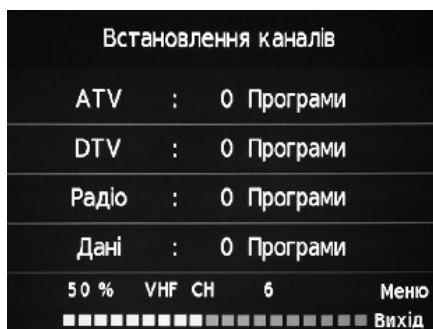 Встановлення каналів
ATV : 0 Програми
DTV : 0 Програми
Радіо : 0 Програми
Дані : 0 Програми
50 % VHF CH 6 Меню
Вихід